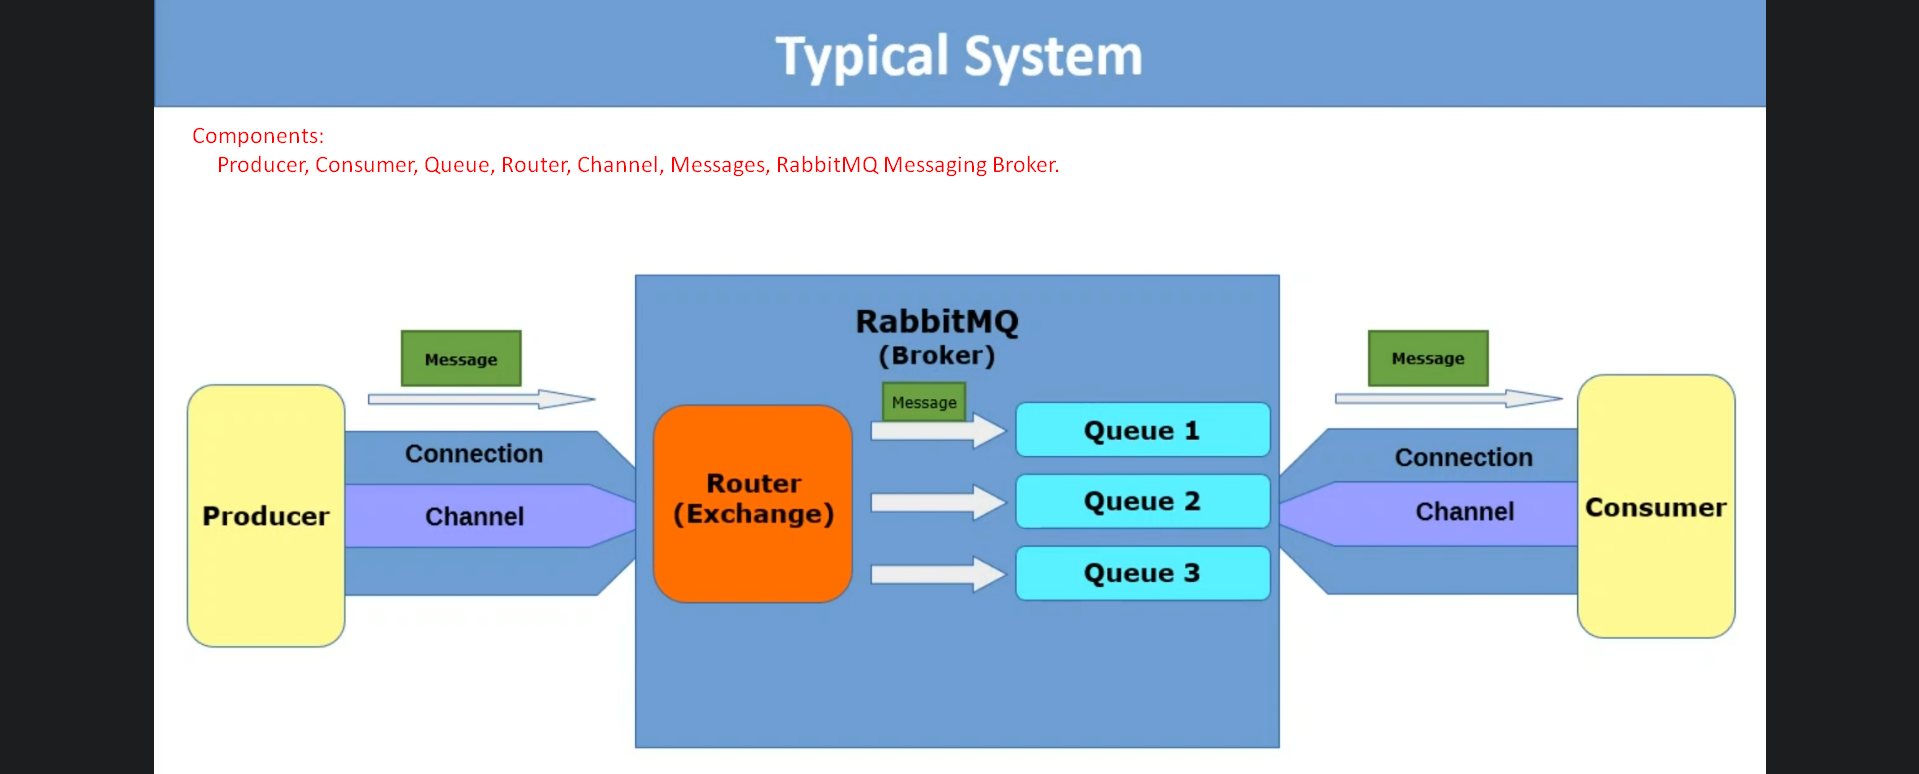 Typical System
Components:
Producer, Consumer, Queue, Router, Channel, Messages, RabbitMQ Messaging Broker.
RabbitMQ
(Broker)
Message
Message
Message
Connection
Channel
Producer
Router
(Exchange)
Queue 1
Queue 2
Queue 3
Connection
Channel
Consumer